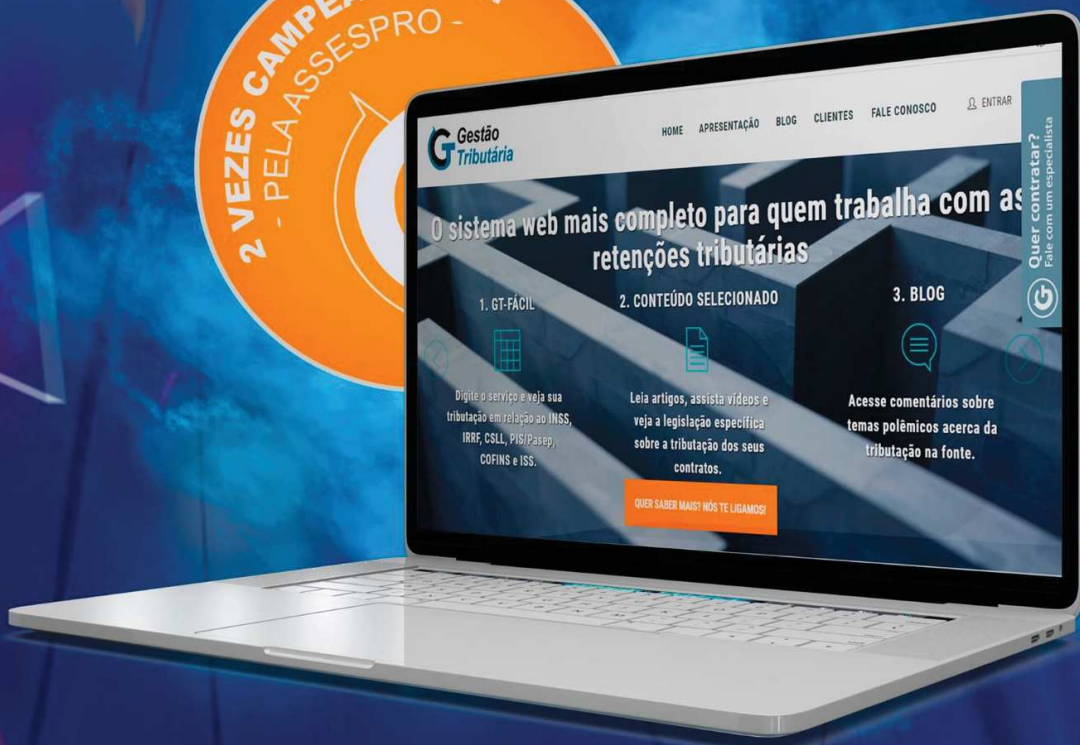 2 VEZES
- PELA ASSESPRO -
Gestão
Tributária
HOME APRESENTAÇÃO BLOG CLIENTES FALE CONOSCO ENTRAR
Quer contratar?
Fale com um especialista
O sistema web mais completo para quem trabalha com as
retenções tributárias
1. GT-FÁCIL
Digite o serviço e veja sua
tributação em relação ao INSS,
IRRF, CSLL, PIS/Pasep,
COFINS e ISS.
2. CONTEÚDO SELECIONADO
Leia artigos, assista vídeos e
veja a legislação específica
sobre a tributação dos seus
contratos.
3. BLOG
Acesse comentários sobre
temas polêmicos acerca da
tributação na fonte.
QUER SABER MAIS? NÓS TE LIGAMOS!